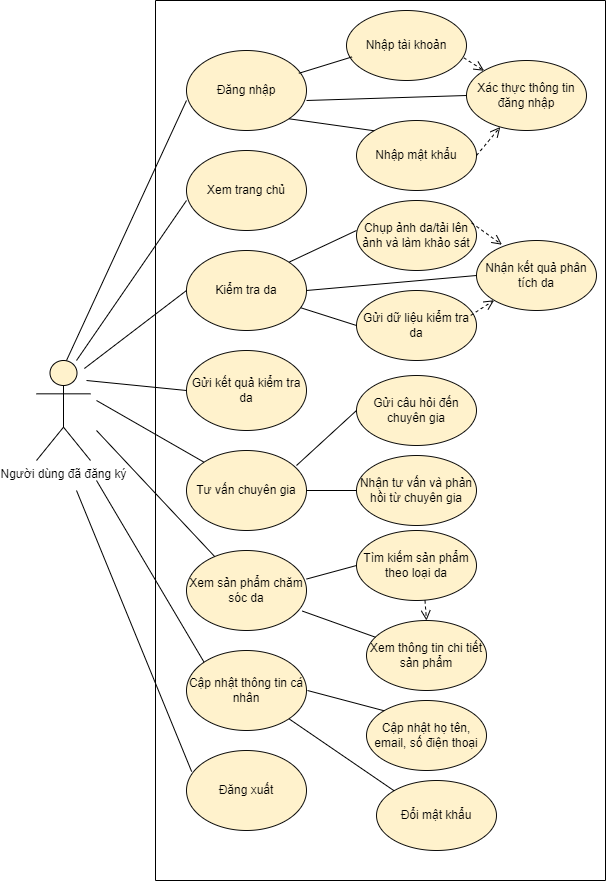 Nhập tài khoản
Đăng nhập
Xác thực thông tin
đăng nhập
Nhập mật khẩu
Xem trang chủ
Chụp ảnh da/tải lên
ảnh và làm khảo sát
Kiểm tra da
Nhận kết quả phân
tích da
Gửi dữ liệu kiểm tra
da
Gửi kết quả kiểm tra
da
Gửi câu hỏi đến
chuyên gia
Người dùng đã đăng ký
Tư vấn chuyên gia
Nhận tư vấn và phản
hồi từ chuyên gia
Tìm kiếm sản phẩm
theo loại da
Xem sản phẩm chăm
sóc da
Xem thông tin chi tiết
sản phẩm
Cập nhật thông tin cá
nhân
Cập nhật họ tên,
email, số điện thoại
Đăng xuất
Đổi mật khẩu